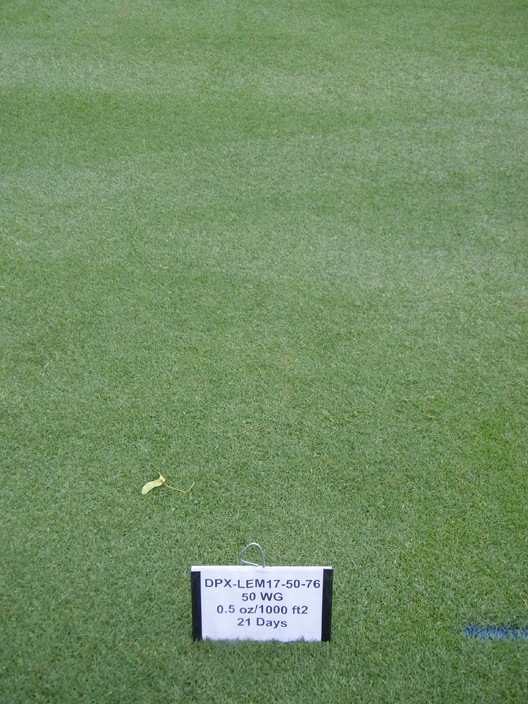 DPX-LEM17-50-76
50 WG
0.5 oz/1000 ft2
21 Days